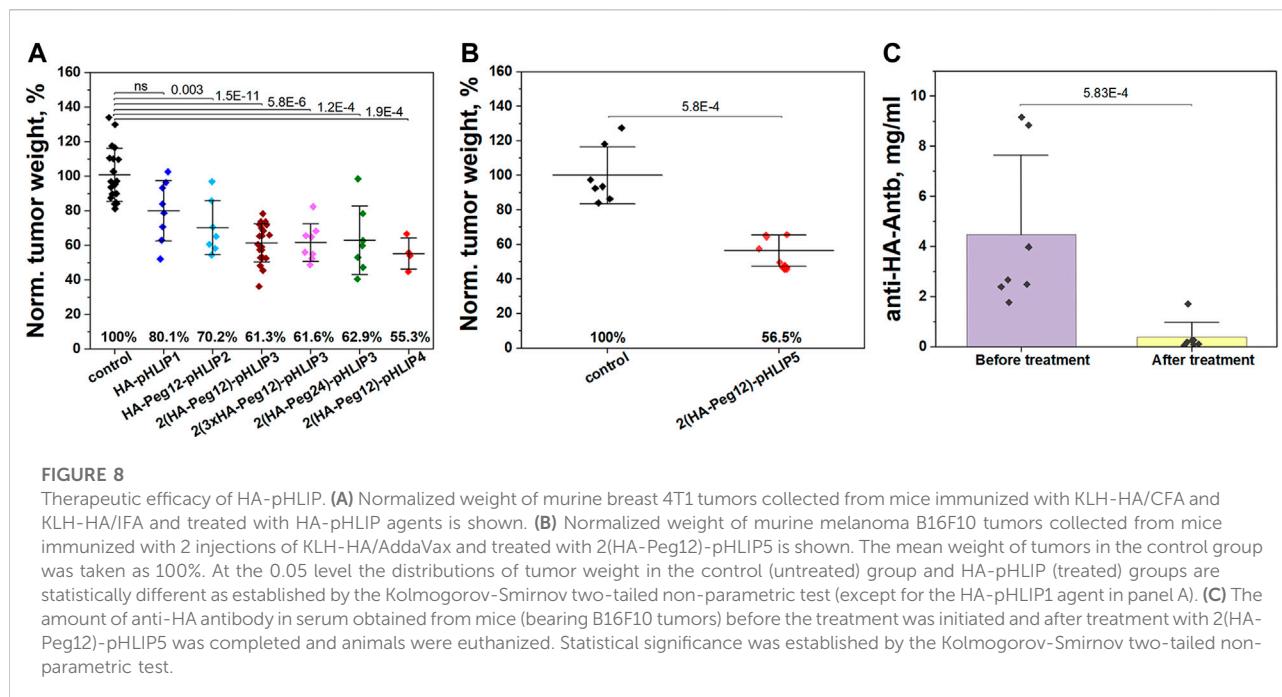 A
B
C
Norm. tumor weight, %
160
140
120
100
80
60
40
20
0
ns
0.003
1.5E-11
5.8E-6
1.2E-4
1.9E-4
100%
80.1%
70.2%
61.3%
61.6%
62.9%
55.3%
control
HA-pHLIP1
HA-Peg12-pHLIP2
2(HA-Peg12)-pHLIP3
2(3xHA-Peg12)-pHLIP3
2(HA-Peg24)-pHLIP3
2(HA-Peg12)-pHLIP4
Norm. tumor weight, %
160
140
120
100
80
60
40
20
0
5.8E-4
100%
56.5%
control
2(HA-Peg12)-pHLIP5
anti-HA-Antb, mg/ml
10
8
6
4
2
0
5.83E-4
Before treatment
After treatment
FIGURE 8
Therapeutic efficacy of HA-pHLIP. (A) Normalized weight of murine breast 4T1 tumors collected from mice immunized with KLH-HA/CFA and
KLH-HA/IFA and treated with HA-pHLIP agents is shown. (B) Normalized weight of murine melanoma B16F10 tumors collected from mice
immunized with 2 injections of KLH-HA/AddaVax and treated with 2(HA-Peg12)-pHLIP5 is shown. The mean weight of tumors in the control group
was taken as 100%. At the 0.05 level the distributions of tumor weight in the control (untreated) group and HA-pHLIP (treated) groups are
statistically different as established by the Kolmogorov-Smirnov two-tailed non-parametric test (except for the HA-pHLIP1 agent in panel A). (C) The
amount of anti-HA antibody in serum obtained from mice (bearing B16F10 tumors) before the treatment was initiated and after treatment with 2(HA-
Peg12)-pHLIP5 was completed and animals were euthanized. Statistical significance was established by the Kolmogorov-Smirnov two-tailed non-
parametric test.